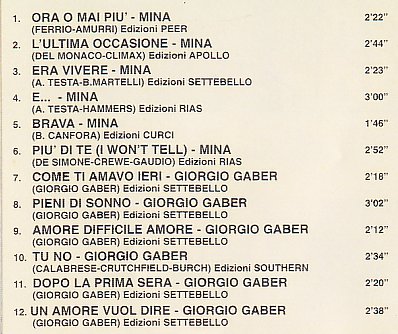 1. ORA O MAI PIU' - MINA 2'22"
(FERRIO-AMURRI) Edizioni PEER
2. L'ULTIMA OCCASIONE - MINA 2'44"
(DEL MONACO-CLIMAX) Edizioni APOLLO
3. ERA VIVERE - MINA 2'23"
(A. TESTA-B.MARTELLI) Edizioni SETTEBELLO
4. E... - MINA 3'00"
(A. TESTA-HAMMERS) Edizioni RIAS
5. BRAVA - MINA 1'46"
(B. CANFORA) Edizioni CURCI
6. PIU' DI TE (I WON'T TELL) - MINA 2'52"
(DE SIMONE-CREWE-GAUDIO) Edizioni RIAS
7. COME TI AMAVO IERI - GIORGIO GABER 2'18"
(GIORGIO GABER) Edizioni SETTEBELLO
8. PIENI DI SONNO - GIORGIO GABER 3'02"
(GIORGIO GABER) Edizioni SETTEBELLO
9. AMORE DIFFICILE AMORE - GIORGIO GABER 2'12"
(GIORGIO GABER) Edizioni SETTEBELLO
10. TU NO - GIORGIO GABER 2'34"
(CALABRESE-CRUTCHFIELD-BURCH) Edizioni SOUTHERN
11. DOPO LA PRIMA SERA - GIORGIO GABER 2'20"
(GIORGIO GABER) Edizioni SETTEBELLO
12. UN AMORE VUOL DIRE - GIORGIO GABER 2'38"
(GIORGIO GABER) Edizioni SETTEBELLO